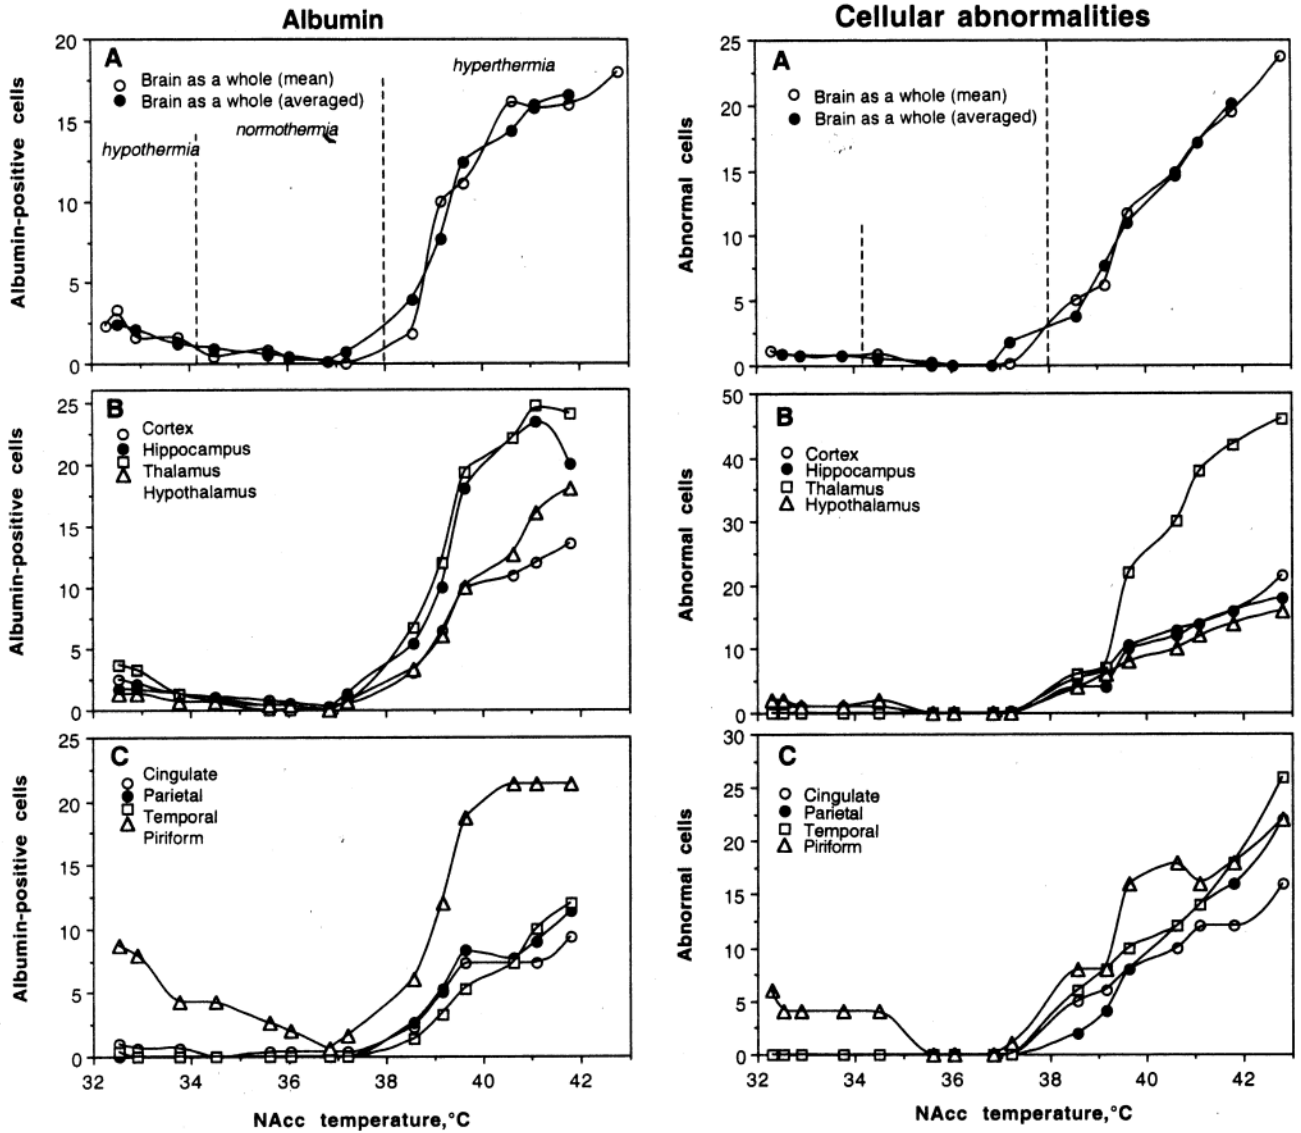 Albumin
A
Brain as a whole (mean)
Brain as a whole (averaged)
hyperthermia
normothermia
hypothermia
Albumin-positive cells
20
15
10
5
0
B
Cortex
Hippocampus
Thalamus
Hypothalamus
Albumin-positive cells
25
20
15
10
5
0
C
Cingulate
Parietal
Temporal
Piriform
Albumin-positive cells
25
20
15
10
5
0
32 34 36 38 40 42
NAcc temperature,°C
Cellular abnormalities
A
Brain as a whole (mean)
Brain as a whole (averaged)
Abnormal cells
25
20
15
10
5
0
B
Cortex
Hippocampus
Thalamus
Hypothalamus
Abnormal cells
50
40
30
20
10
0
C
Cingulate
Parietal
Temporal
Piriform
Abnormal cells
30
25
20
15
10
5
0
32 34 36 38 40 42
NAcc temperature,°C